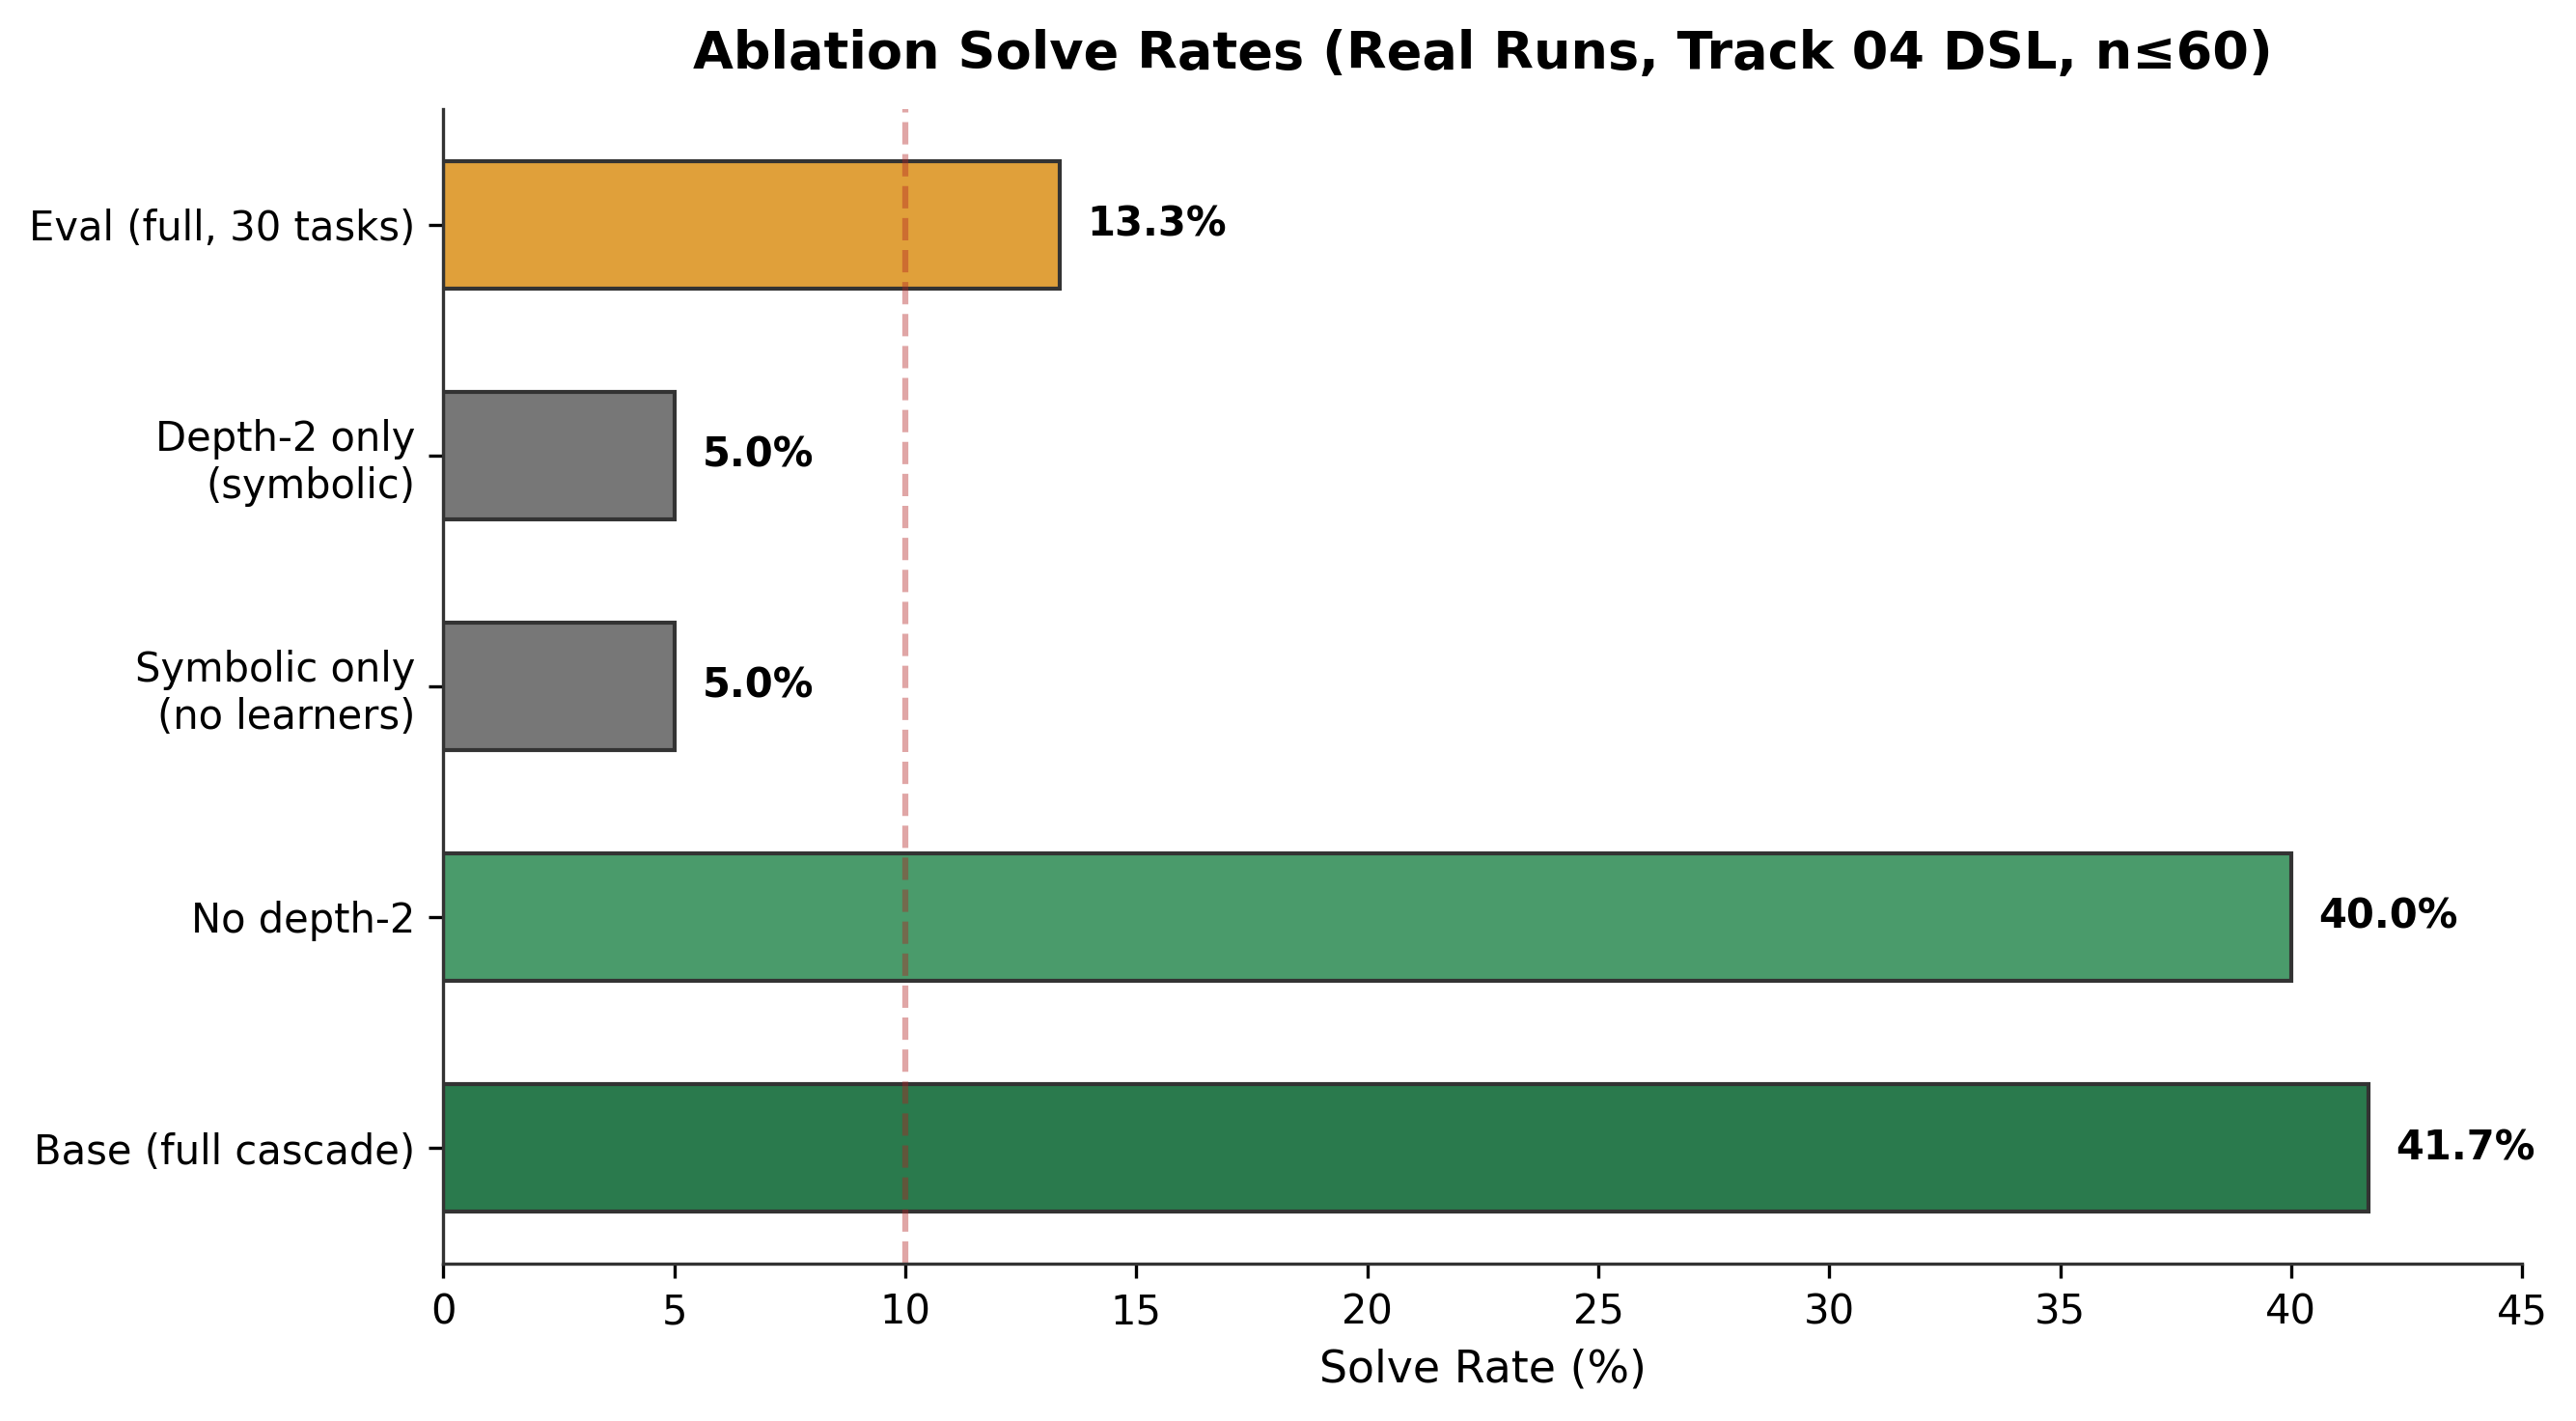 Ablation Solve Rates (Real Runs, Track 04 DSL, n≤60)
Eval (full, 30 tasks)
13.3%
Depth-2 only
(symbolic)
5.0%
Symbolic only
(no learners)
5.0%
No depth-2
40.0%
Base (full cascade)
41.7%
0 5 10 15 20 25 30 35 40 45
Solve Rate (%)